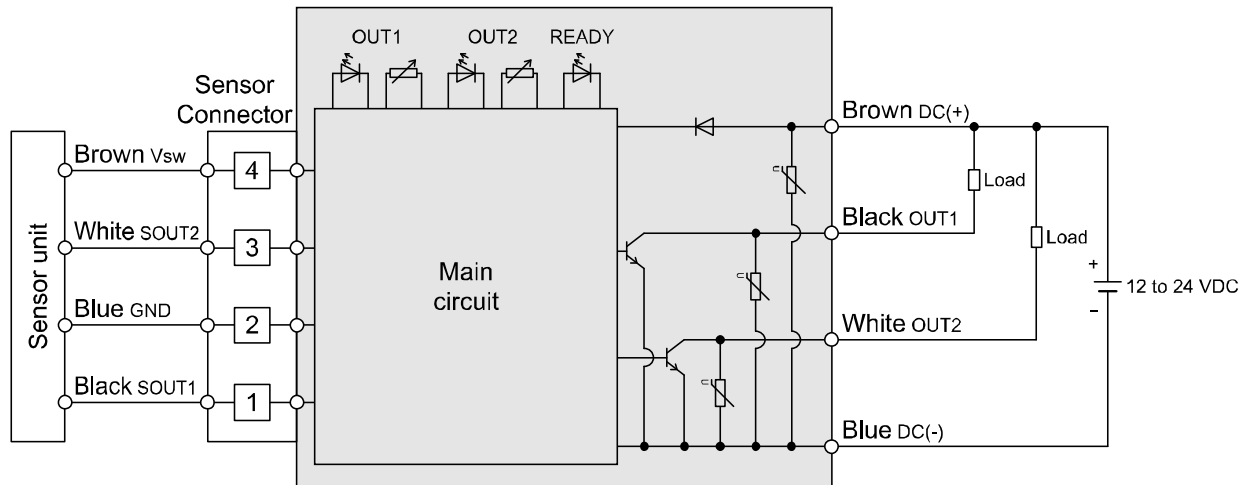 OUT1
OUT2
READY
Sensor
Connector
Brown DC(+)
Brown Vsw
4
Load
Black OUT1
White SOUT2
3
Load
Main
circuit
Sensor unit
+
12 to 24 VDC
−
Blue GND
2
White OUT2
Black SOUT1
1
Blue DC(-)
U
U
U